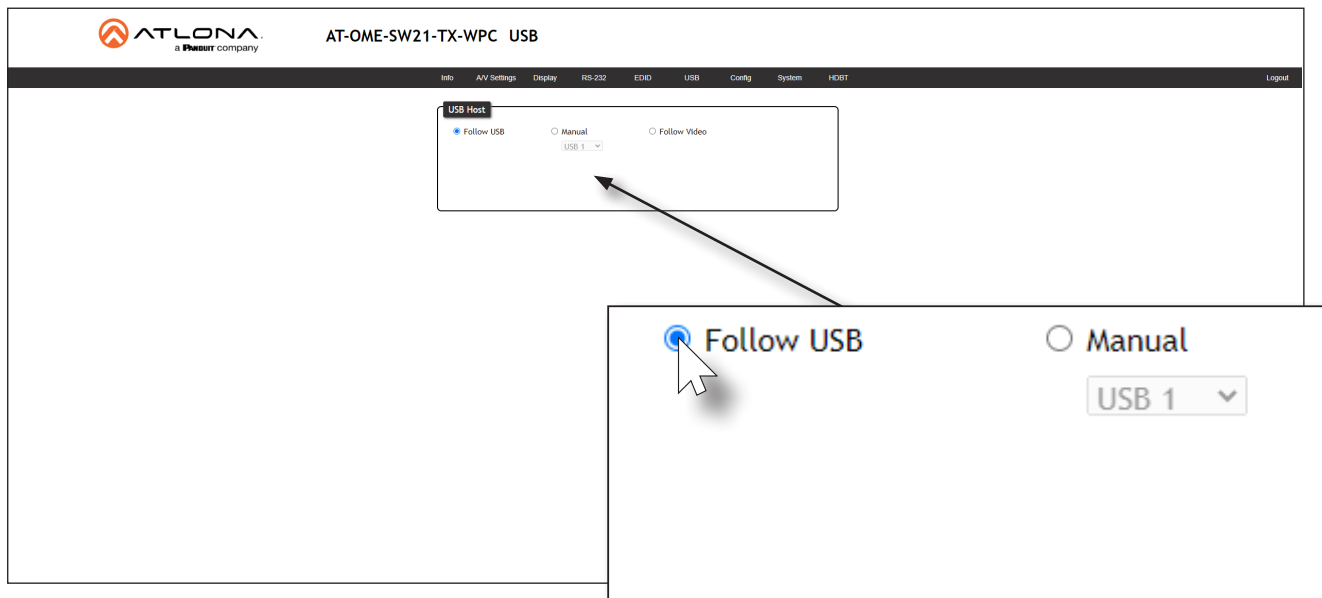 ATLONA.
a PANDUIT company
AT-OME-SW21-TX-WPC USB
Info A/V Settings Display RS-232 EDID USB Config System HDBT Logout
USB Host
Follow USB Manual Follow Video
USB 1
Follow USB Manual
USB 1